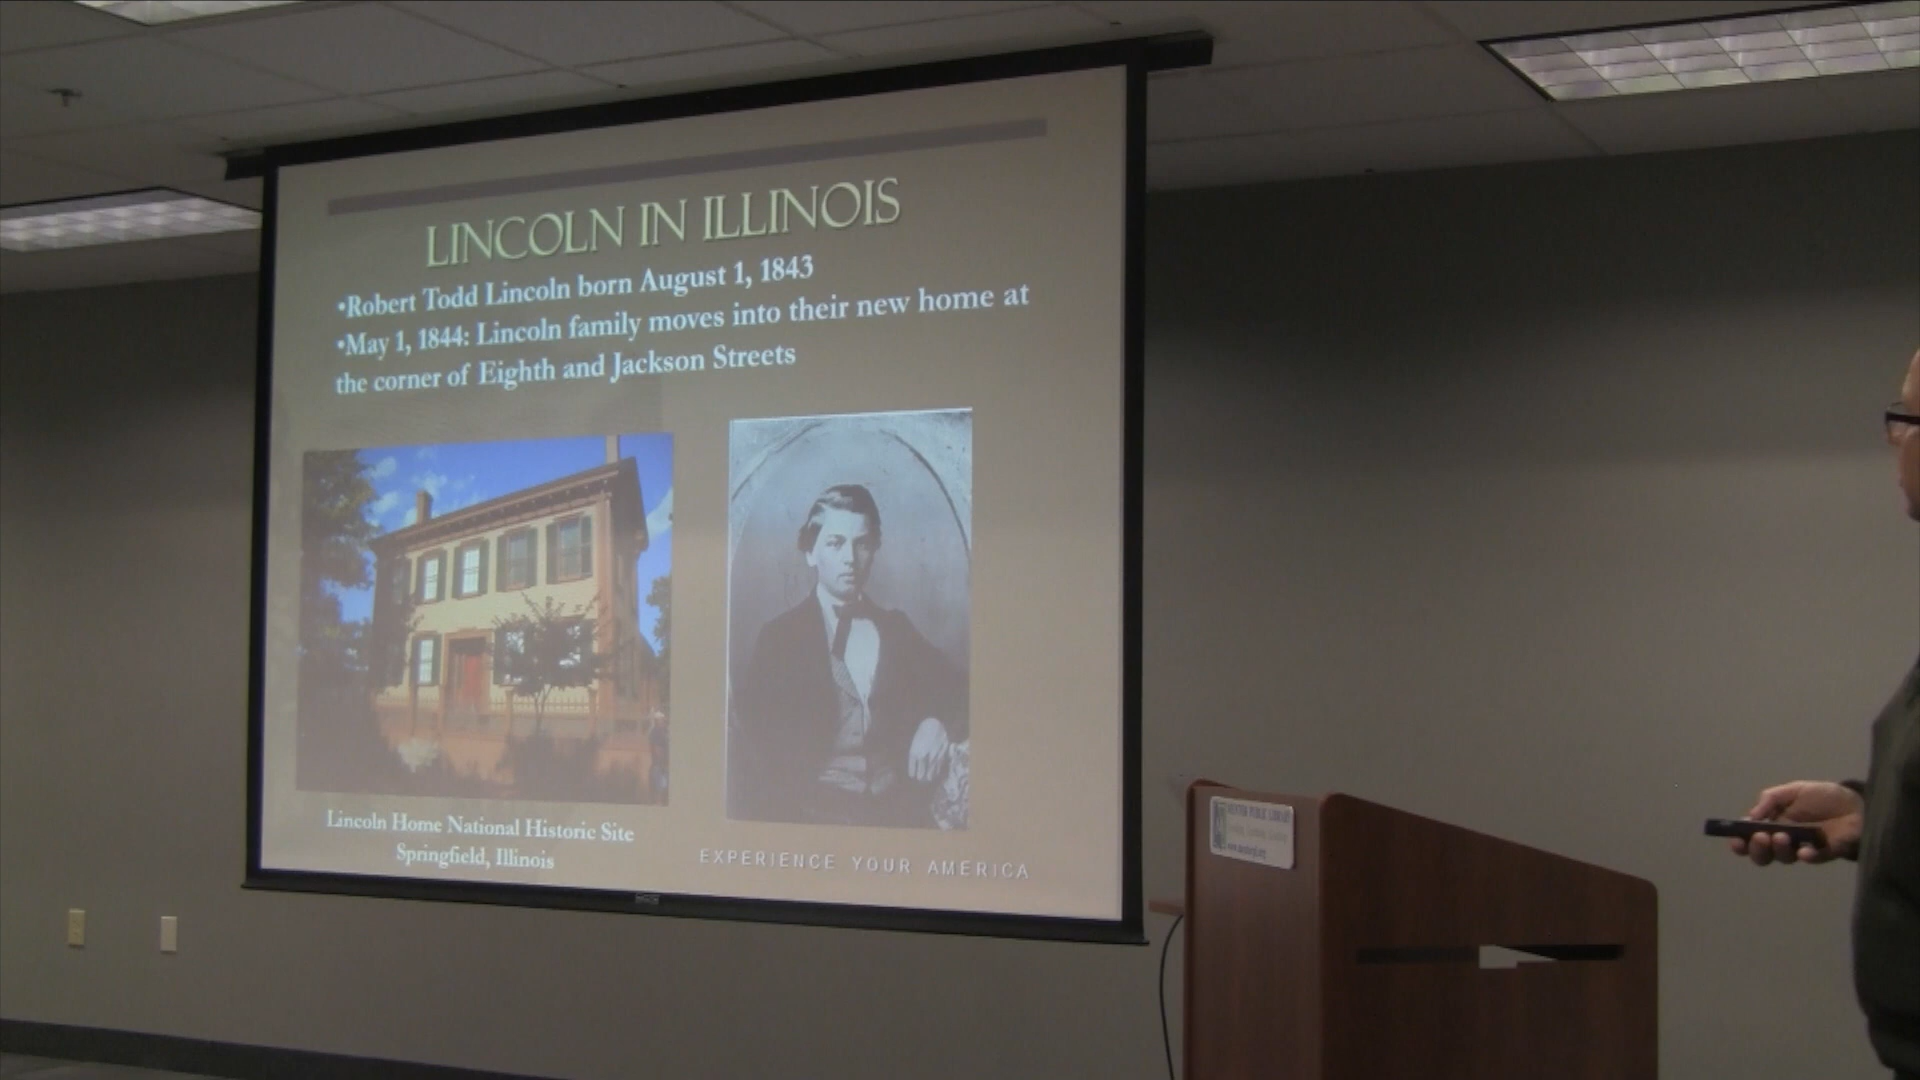 LINCOLN IN ILLINOIS
•Robert Todd Lincoln born August 1, 1843
•May 1, 1844: Lincoln family moves into their new home at
the corner of Eighth and Jackson Streets
Lincoln Home National Historic Site
Springfield, Illinois
EXPERIENCE YOUR AMERICA
PUBLIC LIBRARY